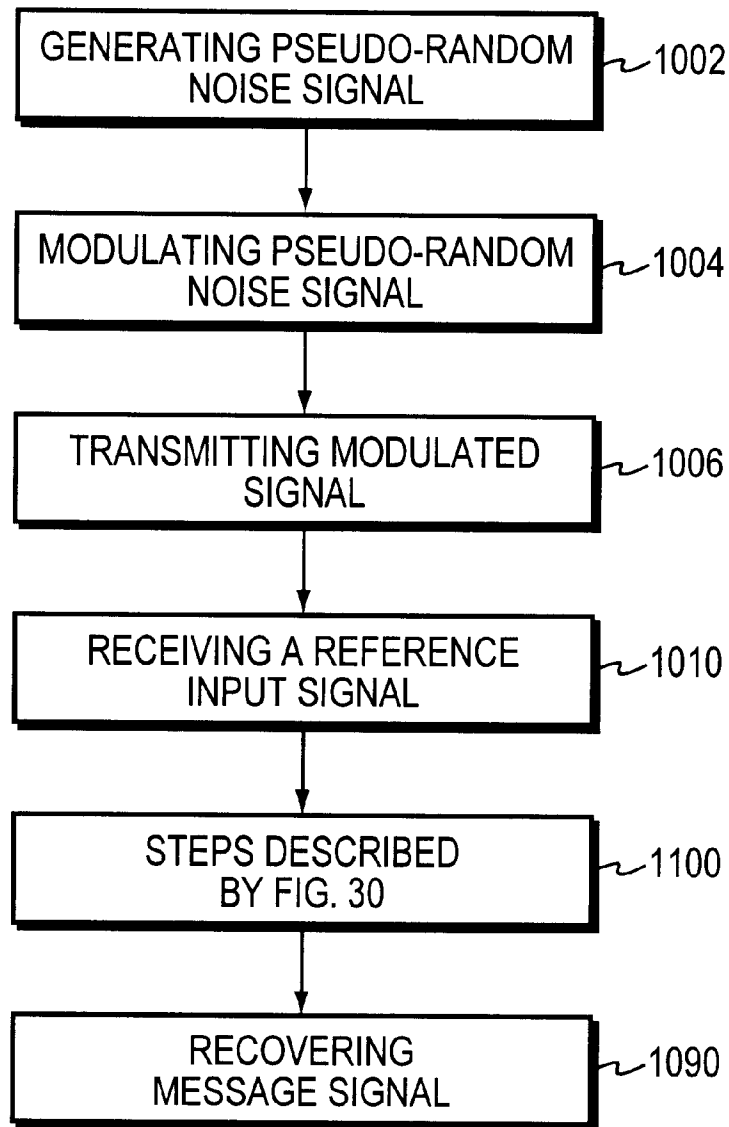 GENERATING PSEUDO-RANDOM
NOISE SIGNAL
1002
MODULATING PSEUDO-RANDOM
NOISE SIGNAL
1004
TRANSMITTING MODULATED
SIGNAL
1006
RECEIVING A REFERENCE
INPUT SIGNAL
1010
STEPS DESCRIBED
BY FIG. 30
1100
RECOVERING
MESSAGE SIGNAL
1090